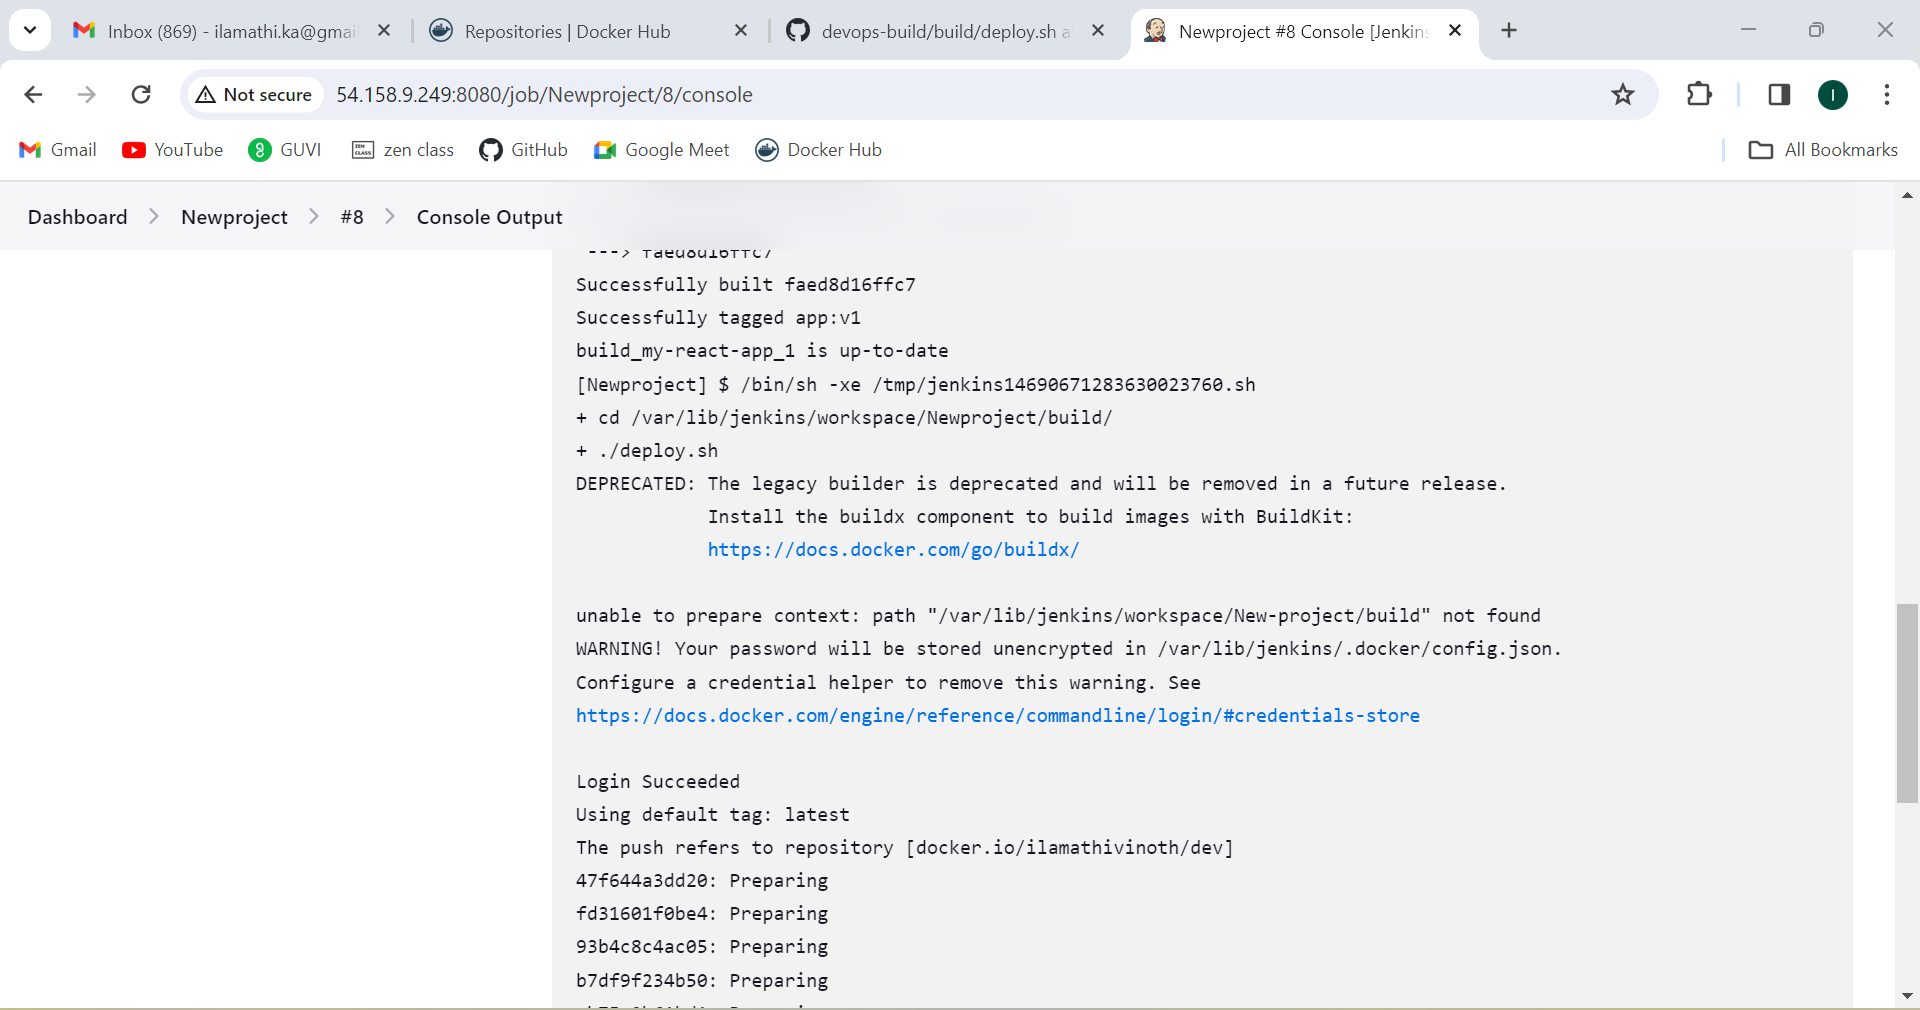 Inbox (869) - ilamathi.ka@gmai
Repositories | Docker Hub
devops-build/build/deploy.sh a
Newproject #8 Console [Jenkins
Not secure
54.158.9.249:8080/job/Newproject/8/console
I
Gmail
YouTube
GUVI
ZEN CLASS
zen class
GitHub
Google Meet
Docker Hub
All Bookmarks
Dashboard
Newproject
#8
Console Output
---> faed8d16ffc7
Successfully built faed8d16ffc7
Successfully tagged app:v1
build_my-react-app_1 is up-to-date
[Newproject] $ /bin/sh -xe /tmp/jenkins14690671283630023760.sh
+ cd /var/lib/jenkins/workspace/Newproject/build/
+ ./deploy.sh
DEPRECATED: The legacy builder is deprecated and will be removed in a future release.
Install the buildx component to build images with BuildKit:
https://docs.docker.com/go/buildx/
unable to prepare context: path "/var/lib/jenkins/workspace/New-project/build" not found
WARNING! Your password will be stored unencrypted in /var/lib/jenkins/.docker/config.json.
Configure a credential helper to remove this warning. See
https://docs.docker.com/engine/reference/commandline/login/#credentials-store
Login Succeeded
Using default tag: latest
The push refers to repository [docker.io/ilamathivinoth/dev]
47f644a3dd20: Preparing
fd31601f0be4: Preparing
93b4c8c4ac05: Preparing
b7df9f234b50: Preparing